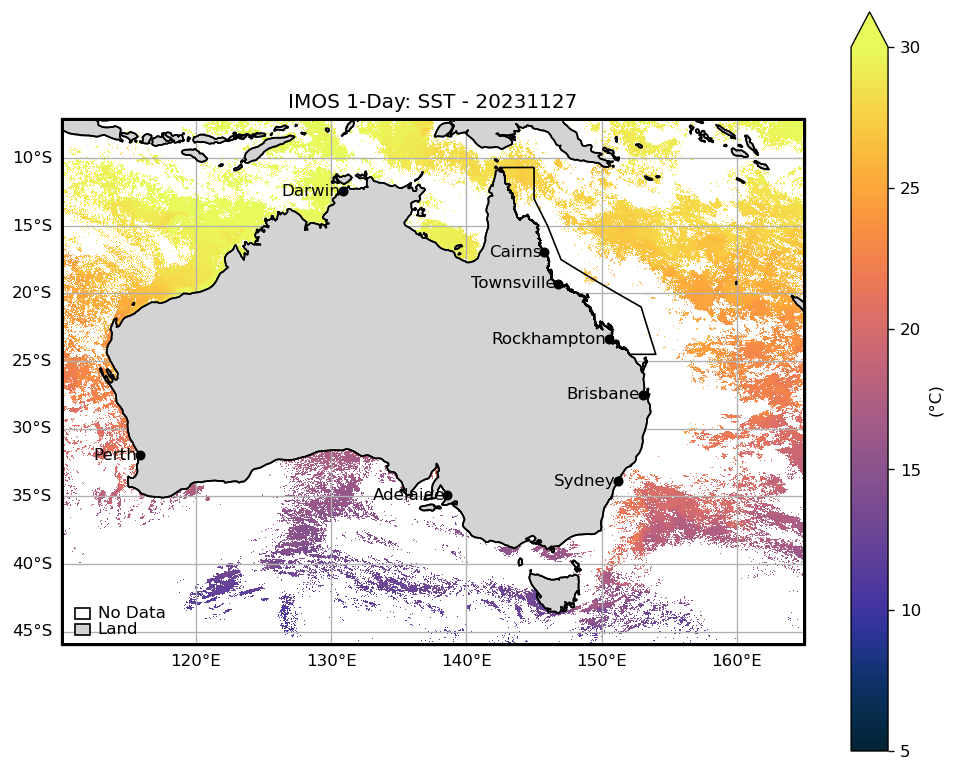 IMOS 1-Day: SST - 20231127
30
25
20
15
10
5
(°C)
10°S
15°S
20°S
25°S
30°S
35°S
40°S
45°S
Darwin
Cairns
Townsville
Rockhampton
Brisbane
Perth
Sydney
Adelaide
No Data
Land
120°E
130°E
140°E
150°E
160°E